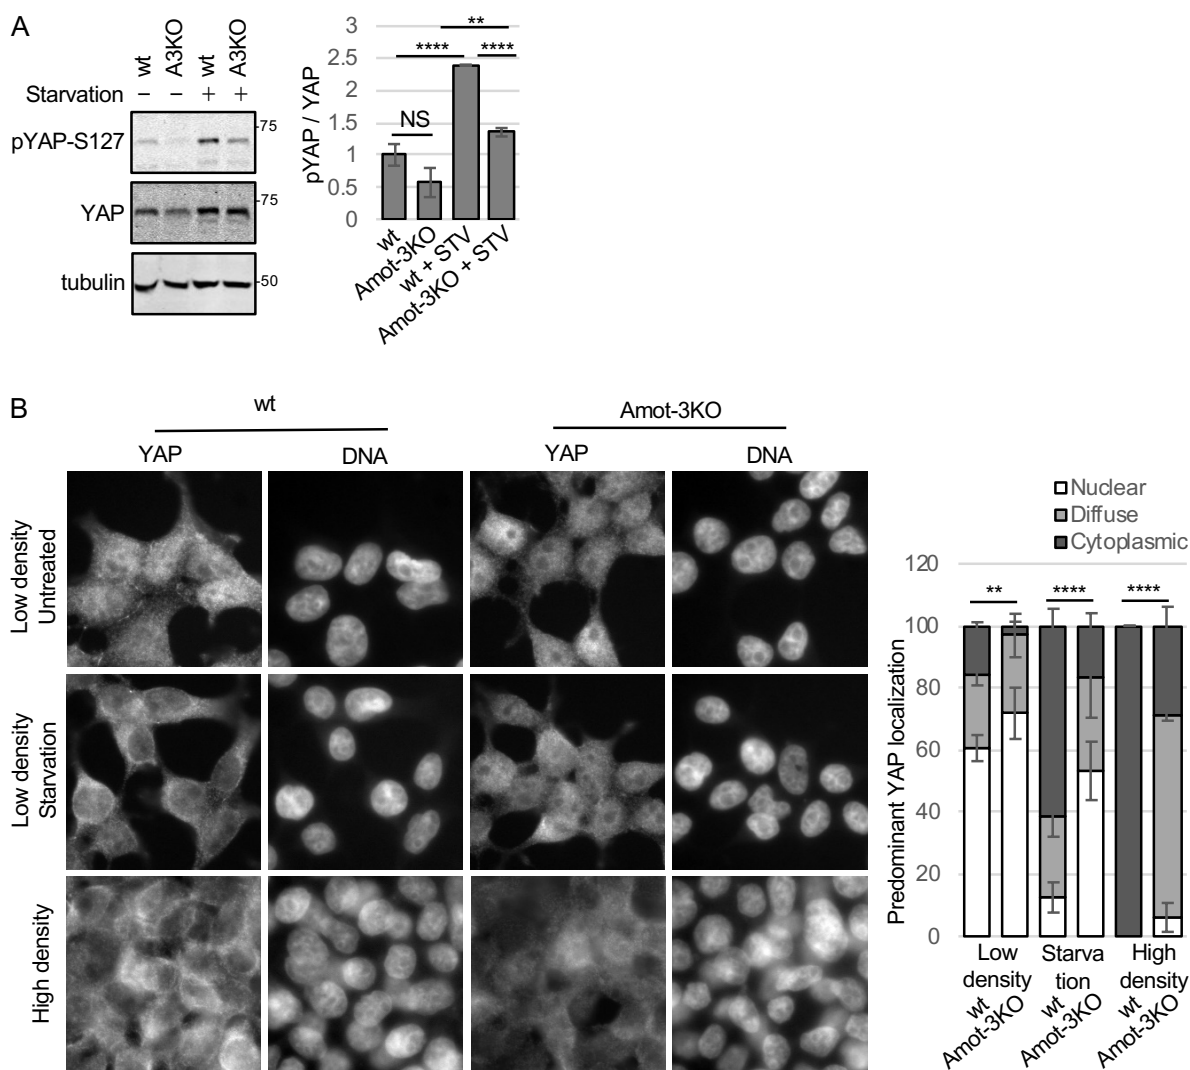 A
wt
A3KO
wt
A3KO
Starvation
– – + +
pYAP-S127
-75
YAP
-75
tubulin
-50
pYAP / YAP
3
2.5
2
1.5
1
0.5
0
**
**** ****
NS
wt
Amot-3KO
wt + STV
Amot-3KO + STV
B
wt
Amot-3KO
YAP
DNA
YAP
DNA
Low density
Untreated
Low density
Starvation
High density
Nuclear
Diffuse
Cytoplasmic
Predominant YAP localization
120
100
80
60
40
20
0
** **** ****
Low
density
Starva
tion
High
density
wt
Amot-3KO
wt
Amot-3KO
wt
Amot-3KO